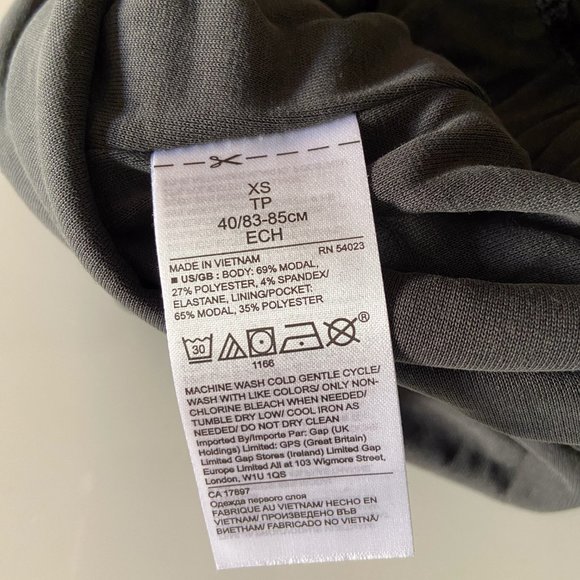 XS
TP
40/83-85CM
ECH
MADE IN VIETNAM RN 54023
■ US/GB : BODY: 69% MODAL,
27% POLYESTER, 4% SPANDEX/
ELASTANE, LINING/POCKET:
65% MODAL, 35% POLYESTER
30 ®
1166
MACHINE WASH COLD GENTLE CYCLE/
WASH WITH LIKE COLORS/ ONLY NON-
CHLORINE BLEACH WHEN NEEDED/
TUMBLE DRY LOW/ COOL IRON AS
NEEDED/ DO NOT DRY CLEAN
Imported By/Importe Par: Gap (UK
Holdings) Limited: GPS (Great Britain)
Limited Gap Stores (Ireland) Limited Gap
Europe Limited All at 103 Wigmore Street,
London, W1U 1QS
CA 17897
Одежда первого слоя
FABRIQUE AU VIETNAM/ HECHO EN
VIETNAM/ ПРОИЗВЕДЕНО ВЪВ
ВИЕТНАМ/ FABRICADO NO VIETNÃ/